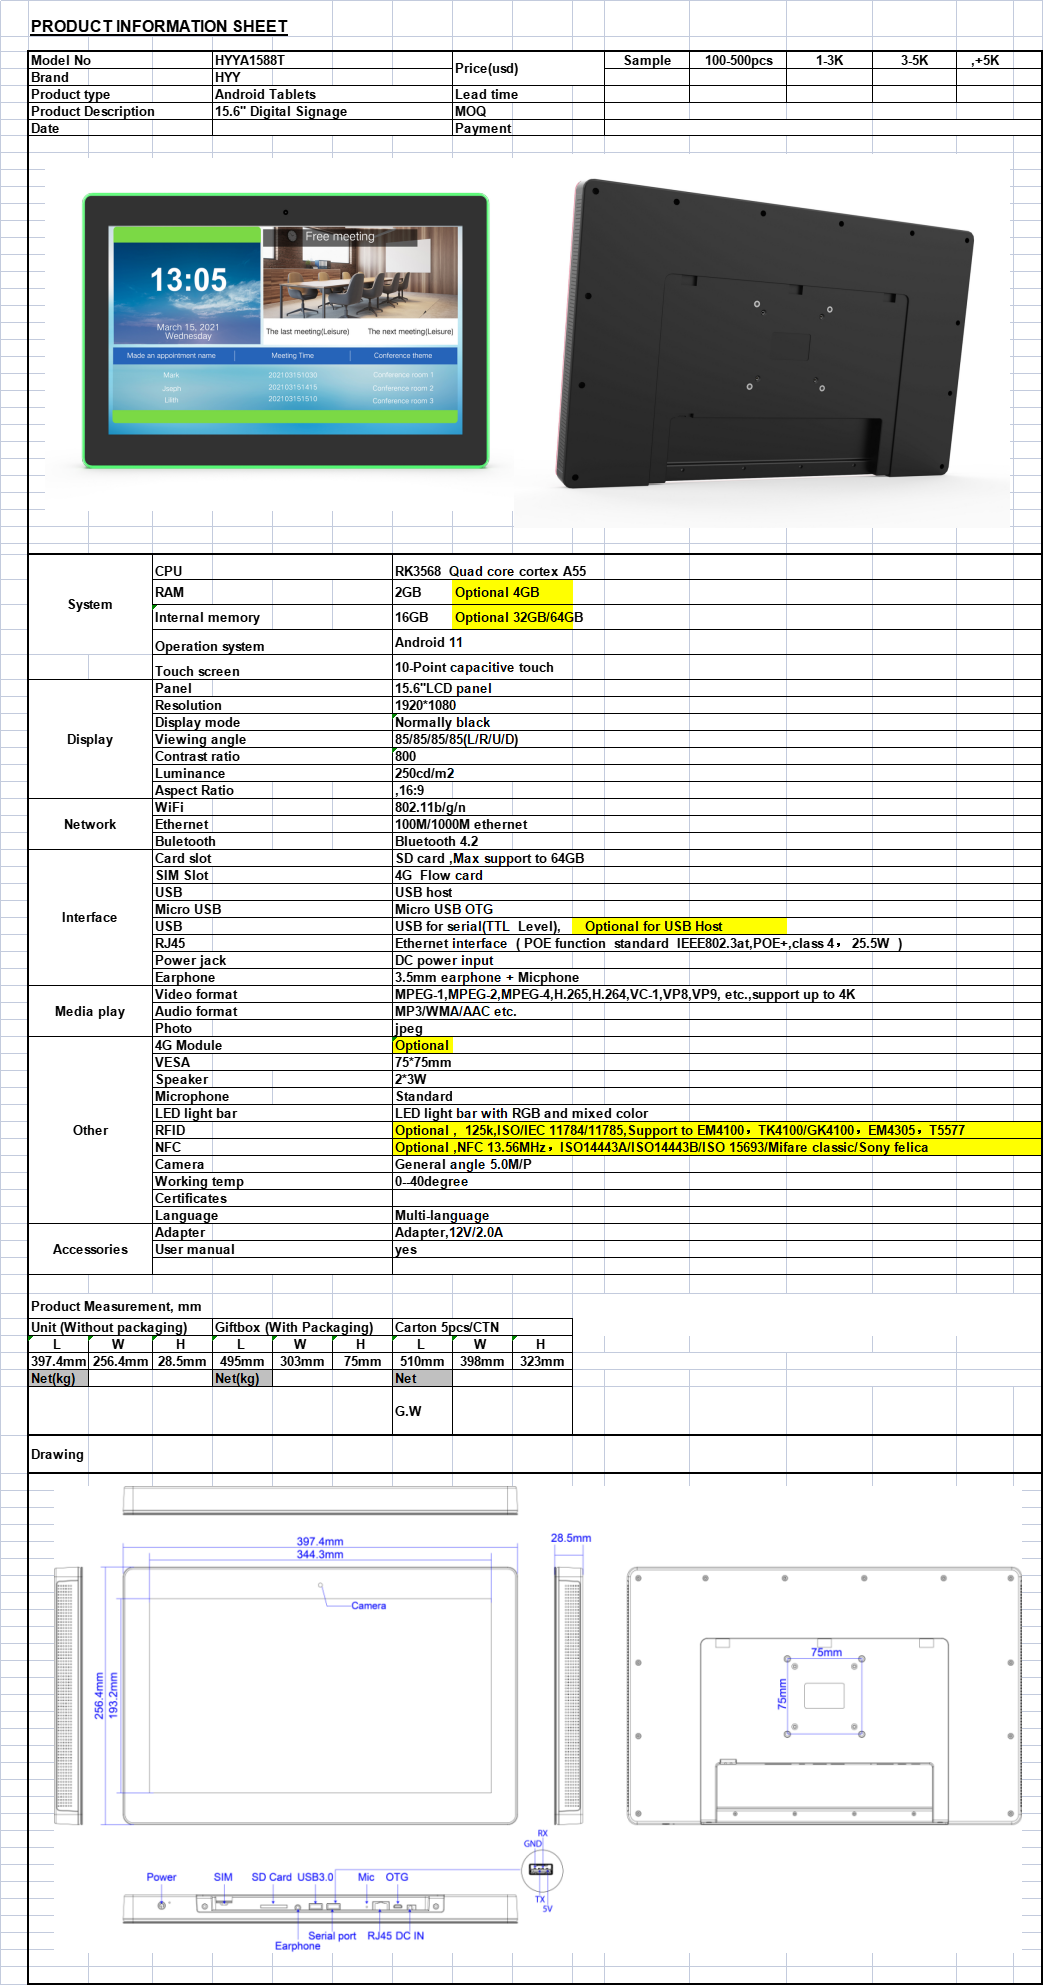 PRODUCT INFORMATION SHEET
Model No HYYA1588T Price(usd) Sample 100-500pcs 1-3K 3-5K ,+5K
Brand HYY
Product type Android Tablets Lead time
Product Description 15.6" Digital Signage MOQ
Date Payment
Free meeting
13:05
March 15, 2021
Wednesday
The last meeting(Leisure) The next meeting(Leisure)
Made an appointment name Meeting Time Conference theme
Mark 202103151030 Conference room 1
Joseph 202103151415 Conference room 2
Lilith 202103151510 Conference room 3
System
CPU RK3568 Quad core cortex A55
RAM 2GB Optional 4GB
Internal memory 16GB Optional 32GB/64GB
Operation system Android 11
Touch screen 10-Point capacitive touch
Display
Panel 15.6"LCD panel
Resolution 1920*1080
Display mode Normally black
Viewing angle 85/85/85/85(L/R/U/D)
Contrast ratio 800
Luminance 250cd/m2
Aspect Ratio ,16:9
Network
WiFi 802.11b/g/n
Ethernet 100M/1000M ethernet
Buletooth Bluetooth 4.2
Interface
Card slot SD card ,Max support to 64GB
SIM Slot 4G Flow card
USB USB host
Micro USB Micro USB OTG
USB USB for serial(TTL Level), Optional for USB Host
RJ45 Ethernet interface ( POE function standard IEEE802.3at,POE+,class 4， 25.5W )
Power jack DC power input
Earphone 3.5mm earphone + Micphone
Media play
Video format MPEG-1,MPEG-2,MPEG-4,H.265,H.264,VC-1,VP8,VP9, etc.,support up to 4K
Audio format MP3/WMA/AAC etc.
Photo jpeg
Other
4G Module Optional
VESA 75*75mm
Speaker 2*3W
Microphone Standard
LED light bar LED light bar with RGB and mixed color
RFID Optional , 125k,ISO/IEC 11784/11785,Support to EM4100，TK4100/GK4100，EM4305，T5577
NFC Optional ,NFC 13.56MHz，ISO14443A/ISO14443B/ISO 15693/Mifare classic/Sony felica
Camera General angle 5.0M/P
Working temp 0--40degree
Certificates
Language Multi-language
Accessories
Adapter Adapter,12V/2.0A
User manual yes
Product Measurement, mm
Unit (Without packaging) Giftbox (With Packaging) Carton 5pcs/CTN
L W H L W H L W H
397.4mm 256.4mm 28.5mm 495mm 303mm 75mm 510mm 398mm 323mm
Net(kg) Net(kg) Net
G.W
Drawing
397.4mm
344.3mm
28.5mm
Camera
256.4mm
193.2mm
75mm
75mm
RX
GND
TX
5V
Power SIM SD Card USB3.0 Mic OTG
Serial port RJ45 DC IN
Earphone